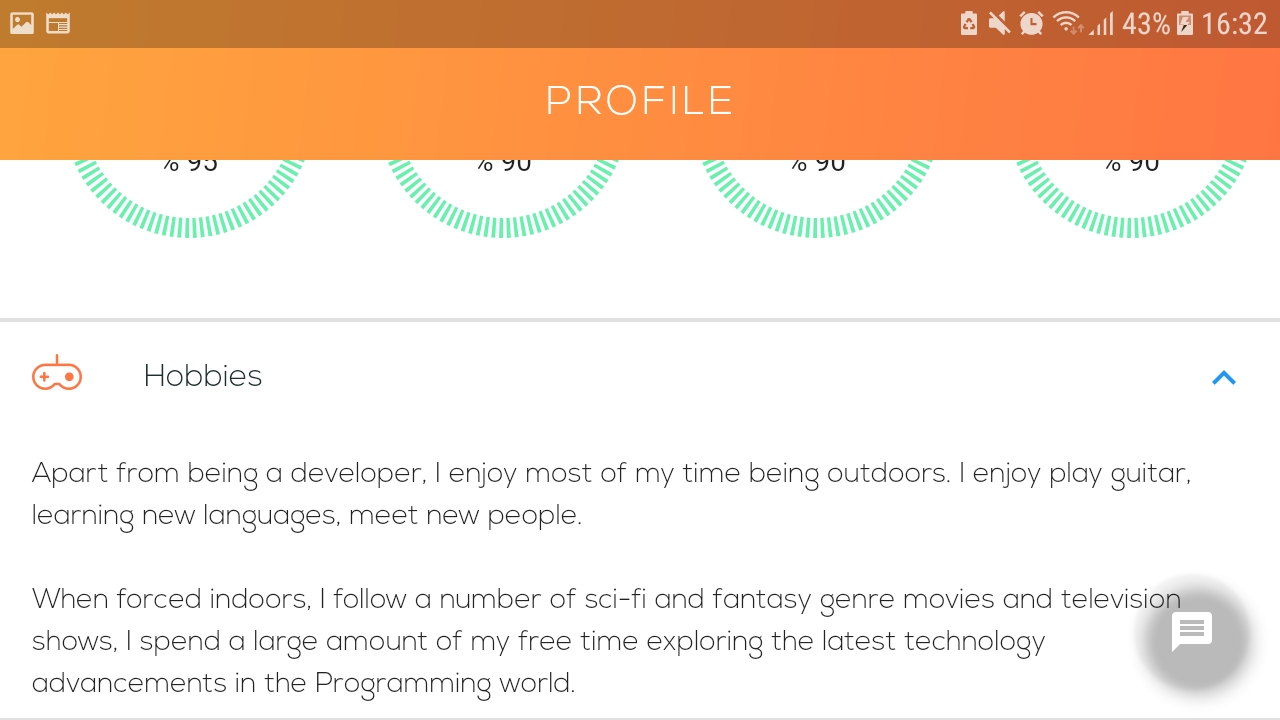 43% 16:32
PROFILE
% 95 % 90 % 90 % 90
Hobbies
Apart from being a developer, I enjoy most of my time being outdoors. I enjoy play guitar,
learning new languages, meet new people.
When forced indoors, I follow a number of sci-fi and fantasy genre movies and television
shows, I spend a large amount of my free time exploring the latest technology
advancements in the Programming world.